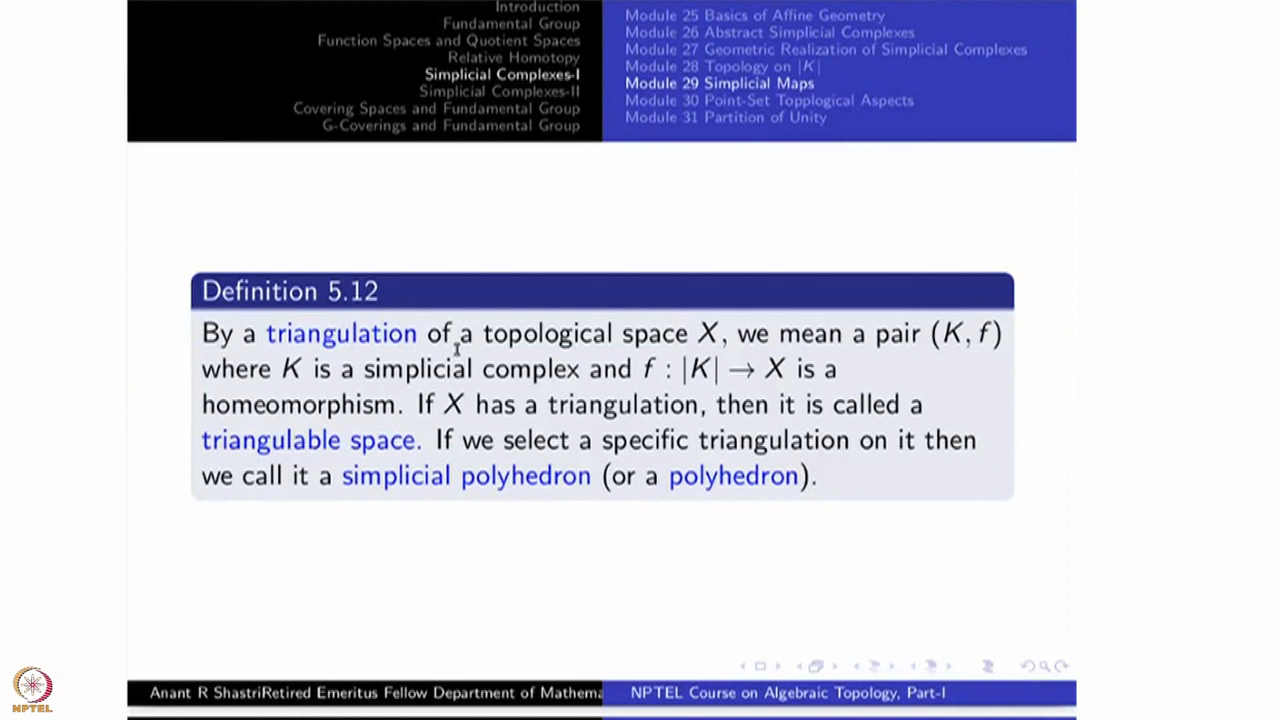 Introduction
Fundamental Group
Function Spaces and Quotient Spaces
Relative Homotopy
Simplicial Complexes-I
Simplicial Complexes-II
Covering Spaces and Fundamental Group
G-Coverings and Fundamental Group
Module 25 Basics of Affine Geometry
Module 26 Abstract Simplicial Complexes
Module 27 Geometric Realization of Simplicial Complexes
Module 28 Topology on |K|
Module 29 Simplicial Maps
Module 30 Point-Set Topplogical Aspects
Module 31 Partition of Unity
Definition 5.12
By a triangulation of a topological space X, we mean a pair (K, f)
where K is a simplicial complex and f : |K| → X is a
homeomorphism. If X has a triangulation, then it is called a
triangulable space. If we select a specific triangulation on it then
we call it a simplicial polyhedron (or a polyhedron).
Anant R ShastriRetired Emeritus Fellow Department of Mathema
NPTEL Course on Algebraic Topology, Part-I
NPTEL